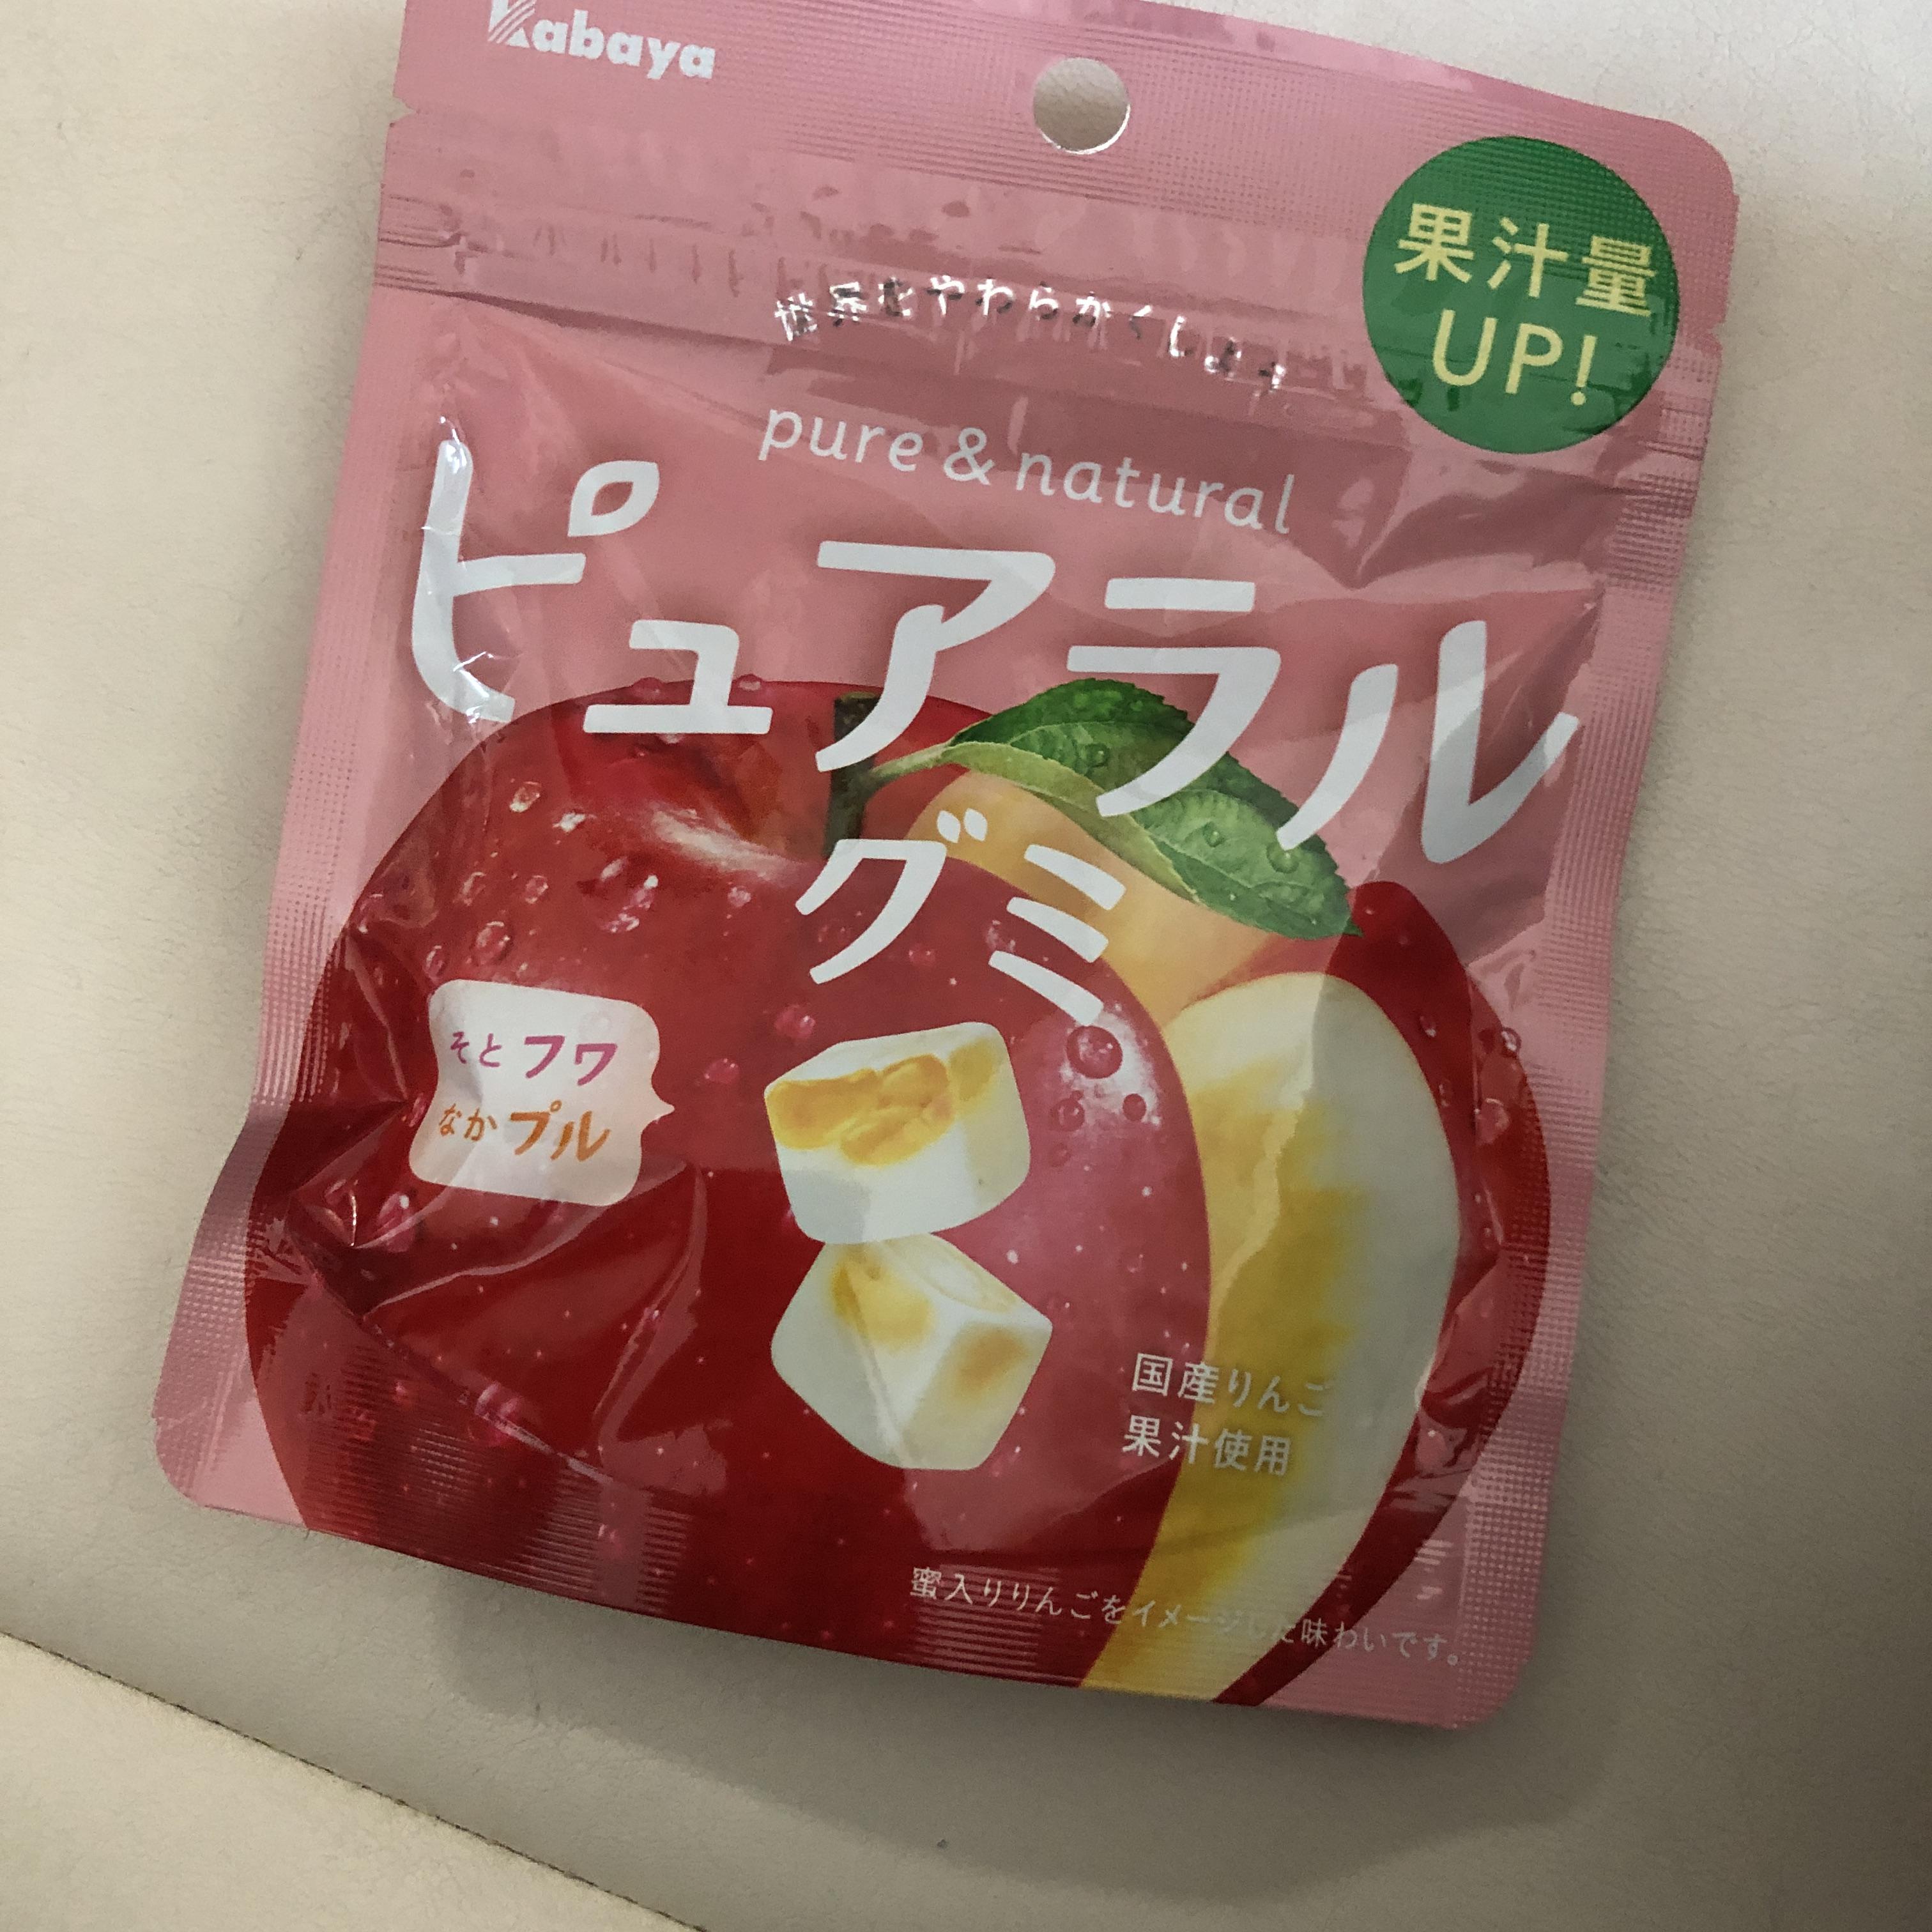 Kabaya
果汁量
UP!
世界をやわらかくしよう
pure & natural
ピュアラル
グミ
そとフワ
なかプル
国産りんご
果汁使用
蜜入りりんごをイメージした味わいです。